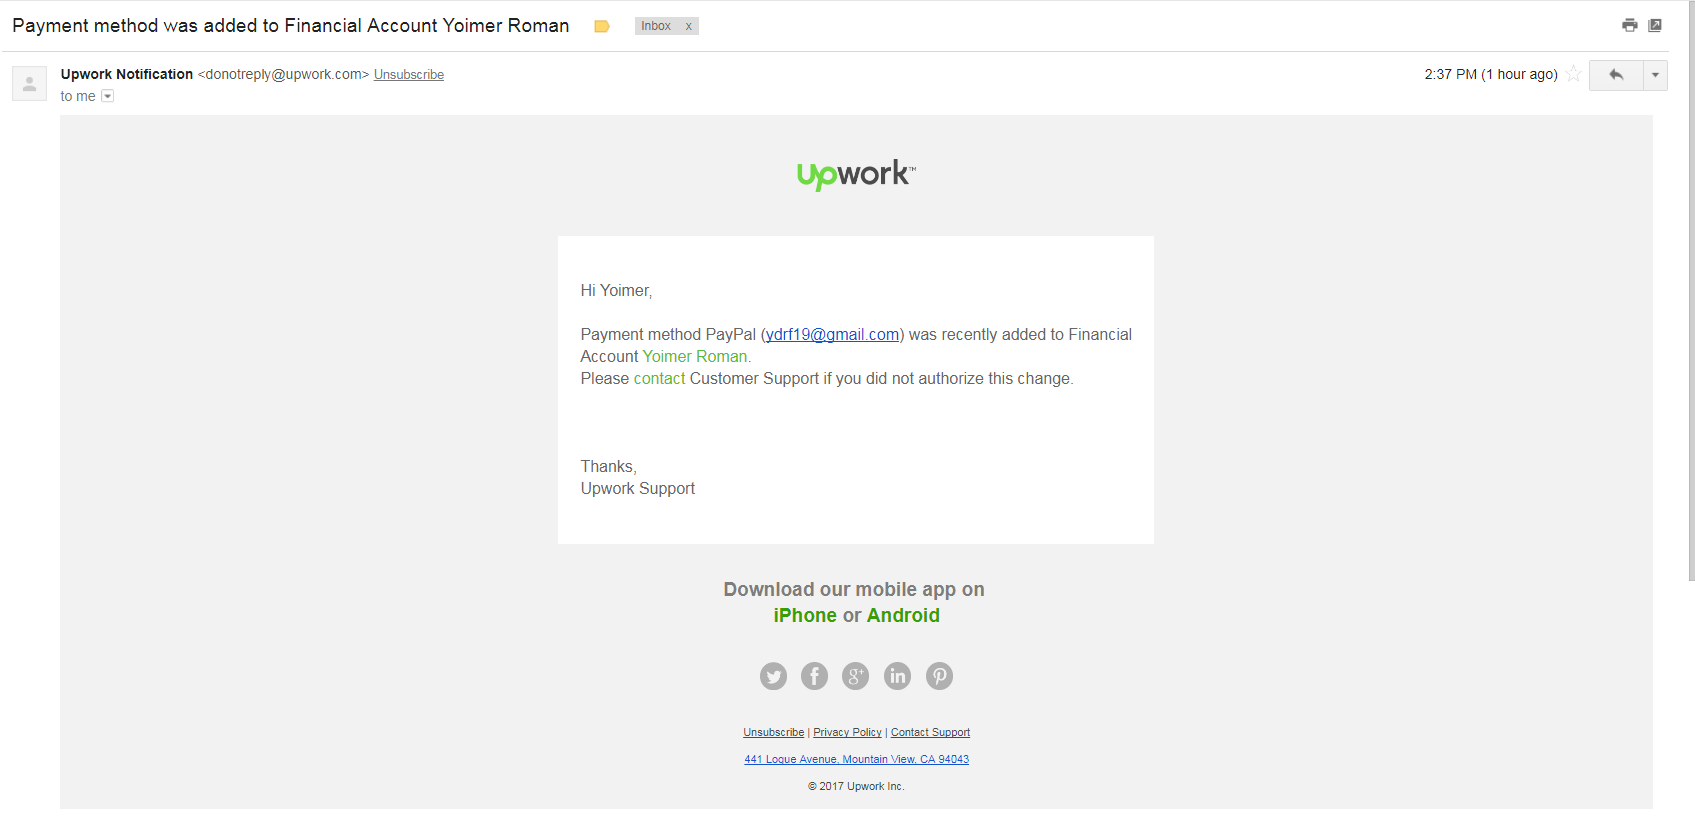 Payment method was added to Financial Account Yoimer Roman
Inbox x
Upwork Notification <donotreply@upwork.com> Unsubscribe
2:37 PM (1 hour ago)
to me
upwork™
Hi Yoimer,
Payment method PayPal (ydrf19@gmail.com) was recently added to Financial
Account Yoimer Roman.
Please contact Customer Support if you did not authorize this change.
Thanks,
Upwork Support
Download our mobile app on
iPhone or Android
Unsubscribe | Privacy Policy | Contact Support
441 Logue Avenue, Mountain View, CA 94043
© 2017 Upwork Inc.